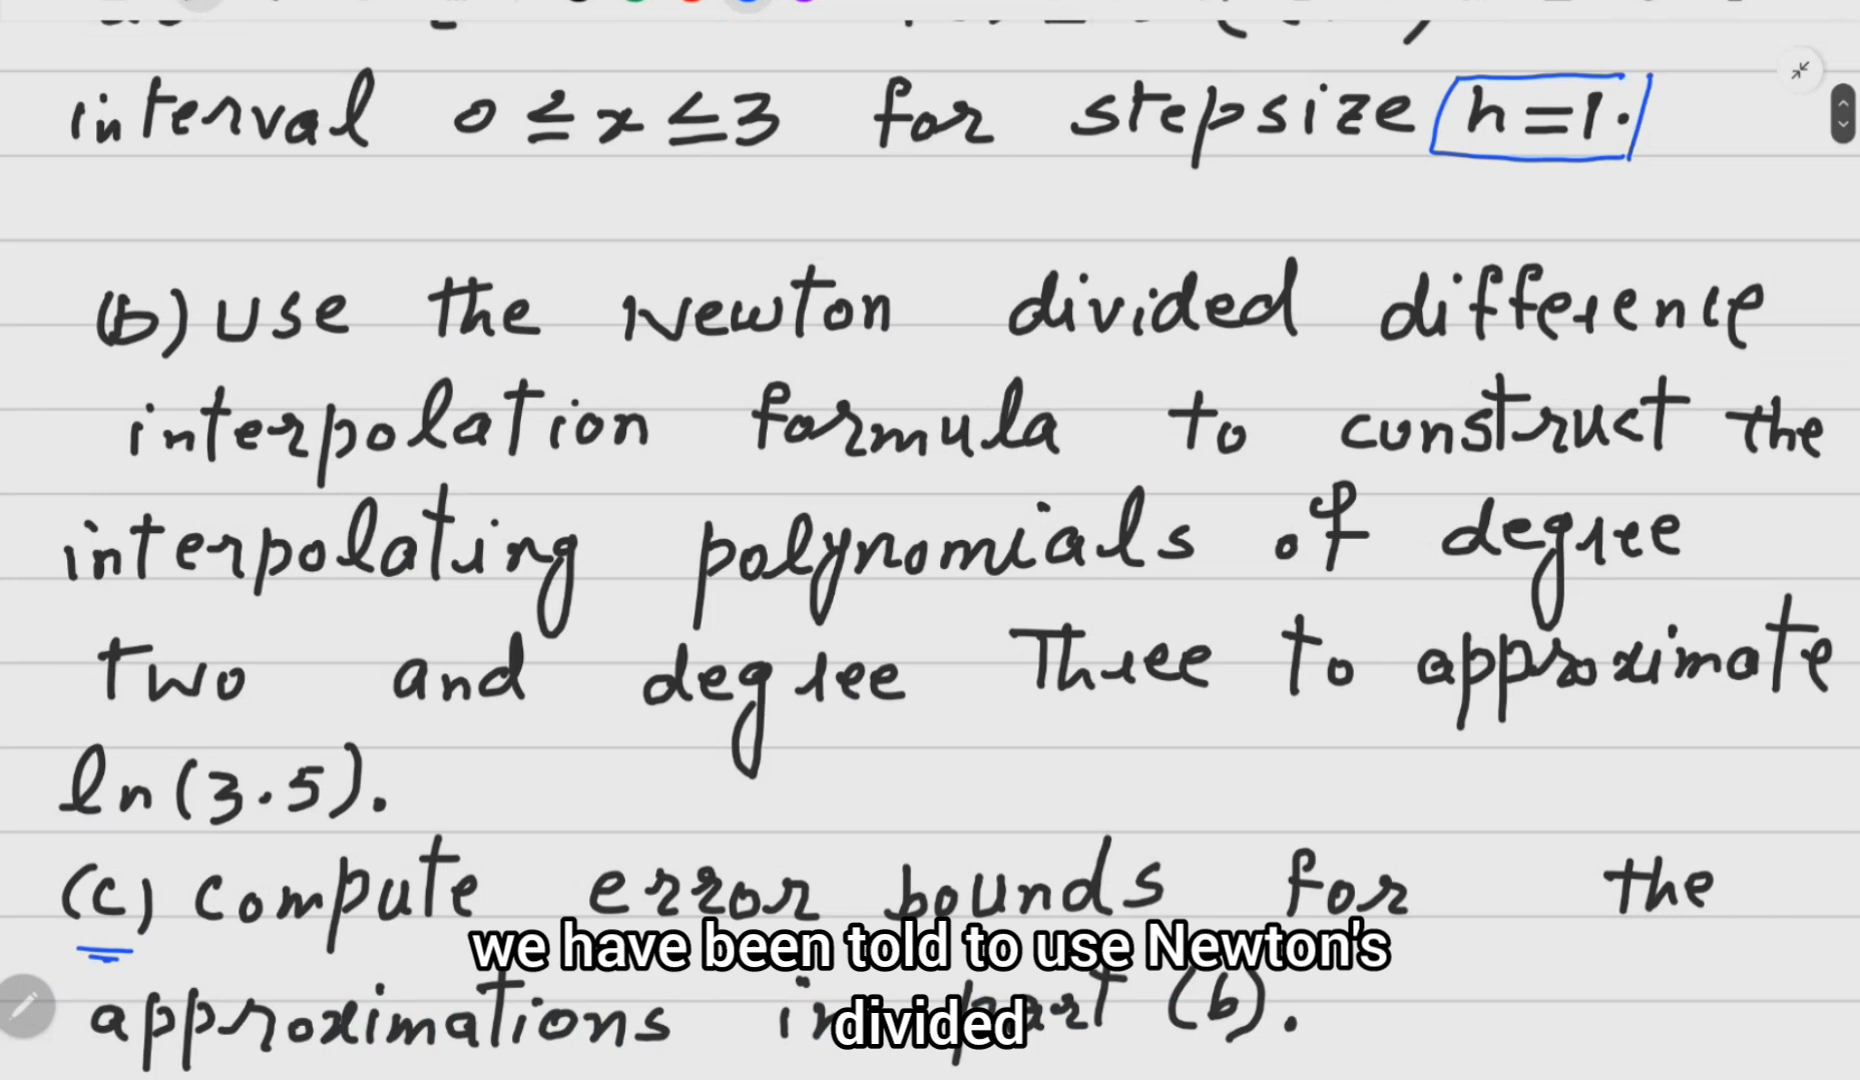 interval 0 ≤ x ≤ 3 for stepsize h=1.
(b) use the Newton divided difference
interpolation formula to construct the
interpolating polynomials of degree
two and degree Three to approximate
ln(3.5).
(c) compute error bounds for the
approximations in part (b).
we have been told to use Newton's
divided